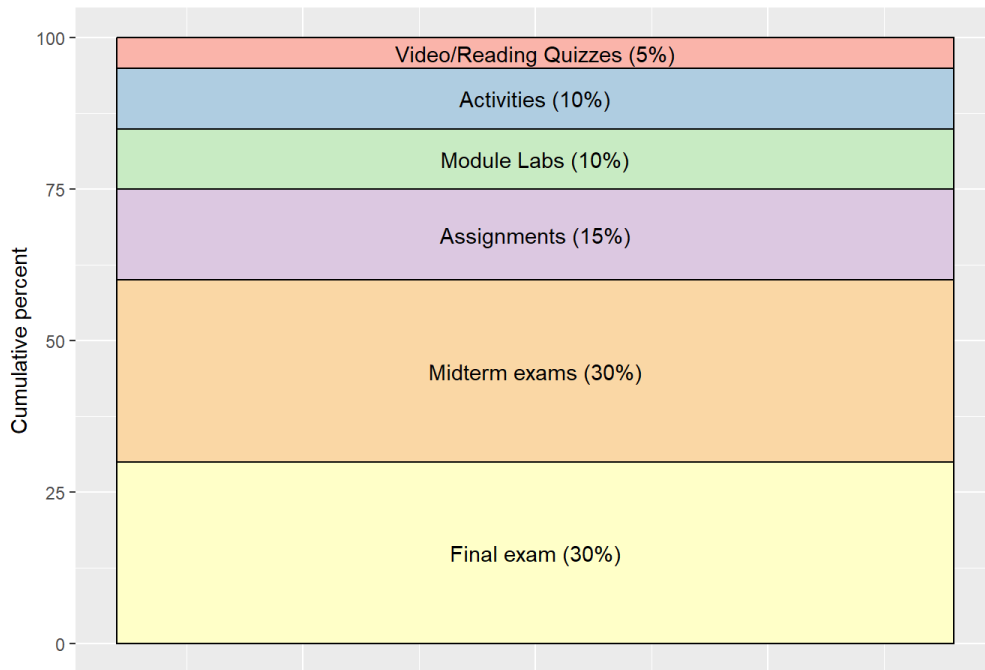 100
Video/Reading Quizzes (5%)
Activities (10%)
Module Labs (10%)
75
Assignments (15%)
Cumulative percent
50
Midterm exams (30%)
25
Final exam (30%)
0